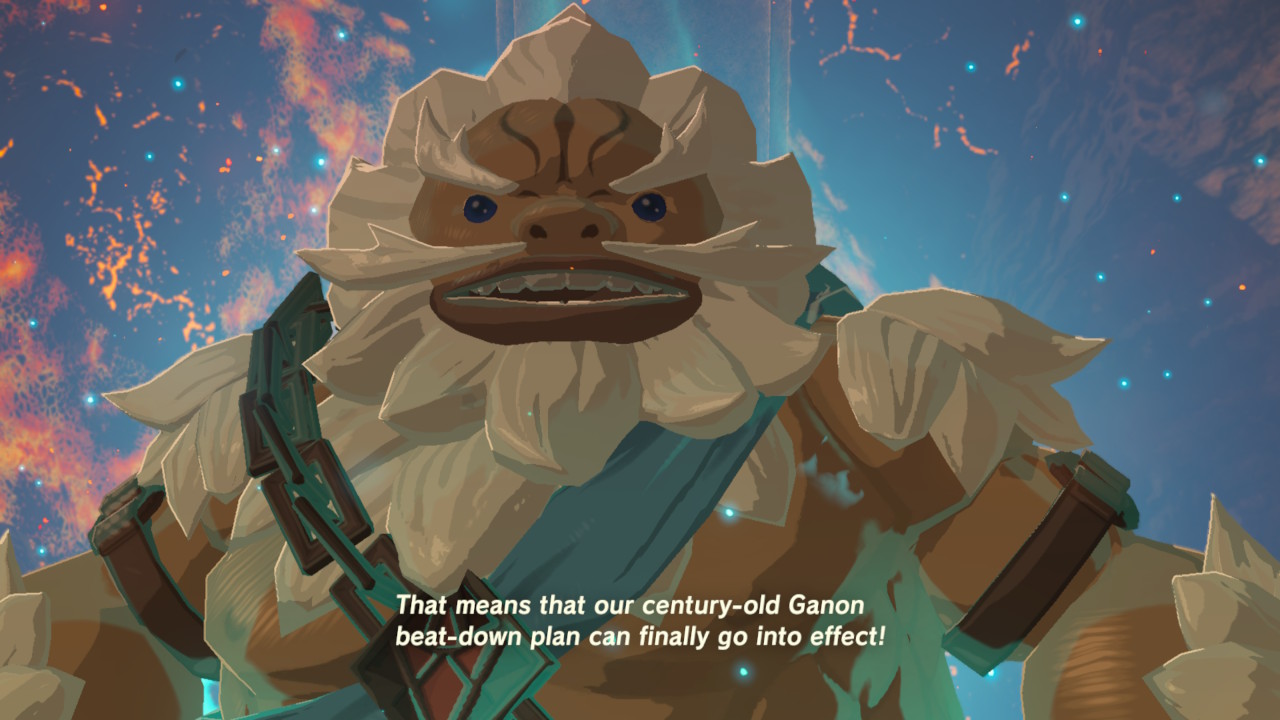 That means that our century-old Ganon
beat-down plan can finally go into effect!